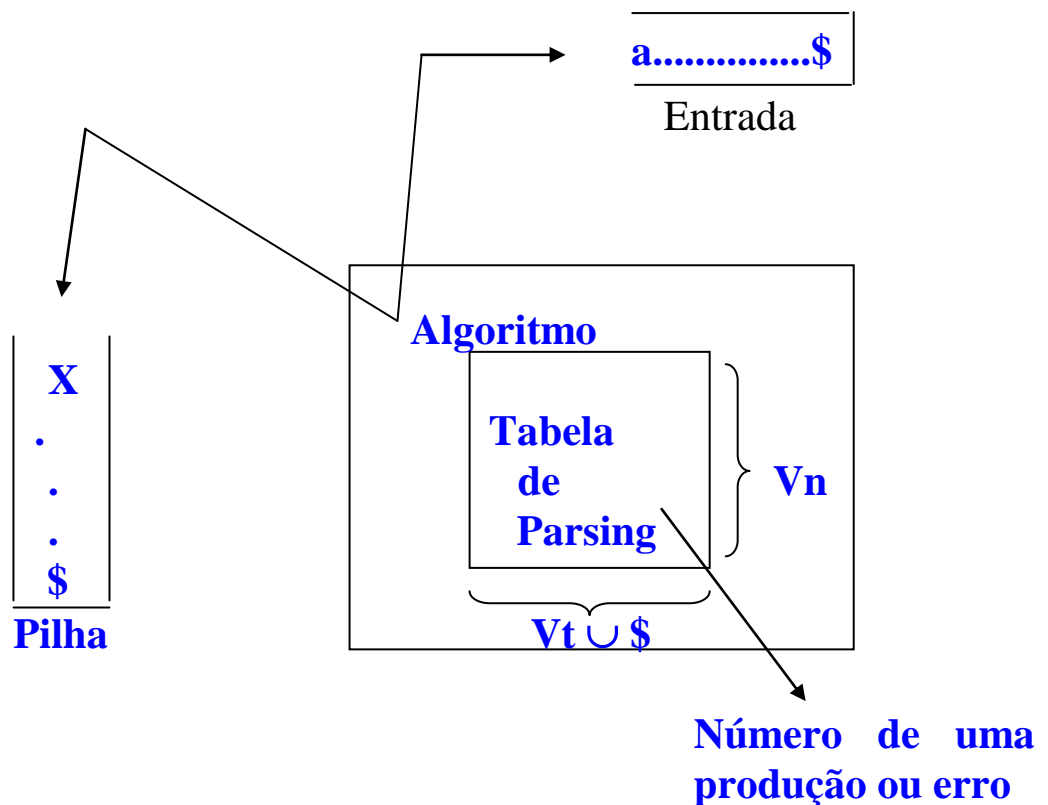 a...............$
Entrada
Algoritmo
X
.
.
.
$
Pilha
Tabela
de
Parsing
Vn
Vt ∪ $
Número de uma
produção ou erro